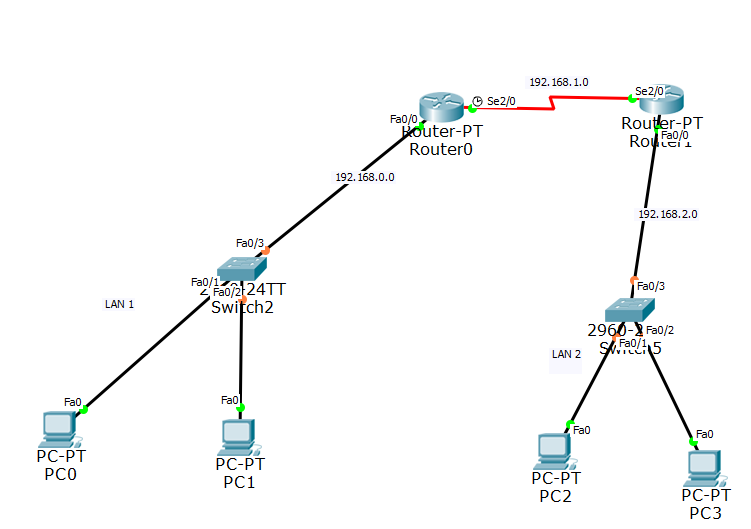 192.168.1.0
Se2/0
Se2/0
Fa0/0
Router-PT
Router0
Router-PT
Router1
Fa0/0
192.168.0.0
192.168.2.0
Fa0/3
Fa0/1
Fa0/2
Switch2
LAN 1
Fa0/3
Fa0/2
Fa0/1
LAN 2
Fa0
Fa0
Fa0
Fa0
PC-PT
PC0
PC-PT
PC1
PC-PT
PC2
PC-PT
PC3